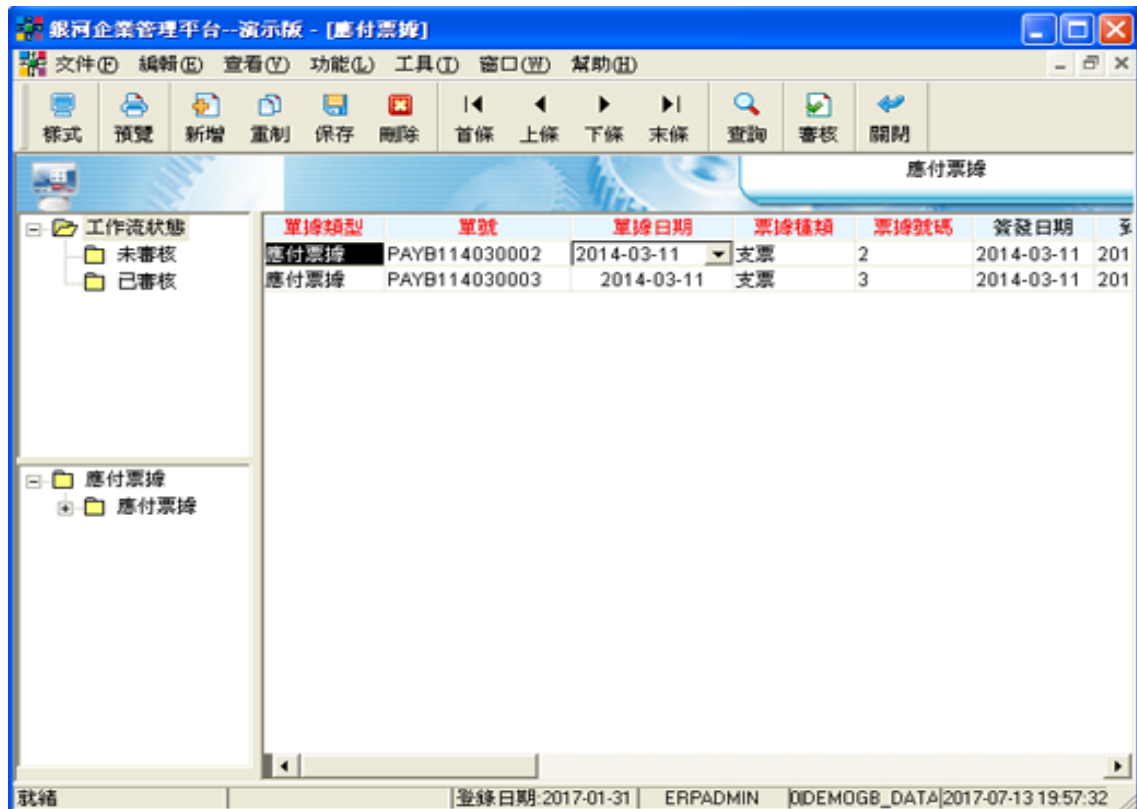 銀河企業管理平台--演示版 - [應付票據]
文件(F) 編輯(E) 查看(V) 功能(L) 工具(I) 窗口(W) 幫助(H)
樣式 預覽 新增 重制 保存 刪除 首條 上條 下條 末條 查詢 審核 關閉
應付票據
工作流狀態
未審核
已審核
單據類型 單號 單據日期 票據種類 票據號碼 簽發日期 到
應付票據 PAYB114030002 2014-03-11 支票 2 2014-03-11 201
應付票據 PAYB114030003 2014-03-11 支票 3 2014-03-11 201
應付票據
應付票據
就緒 登錄日期:2017-01-31 ERPADMIN 0|DEMOGB_DATA 2017-07-13 19:57:32